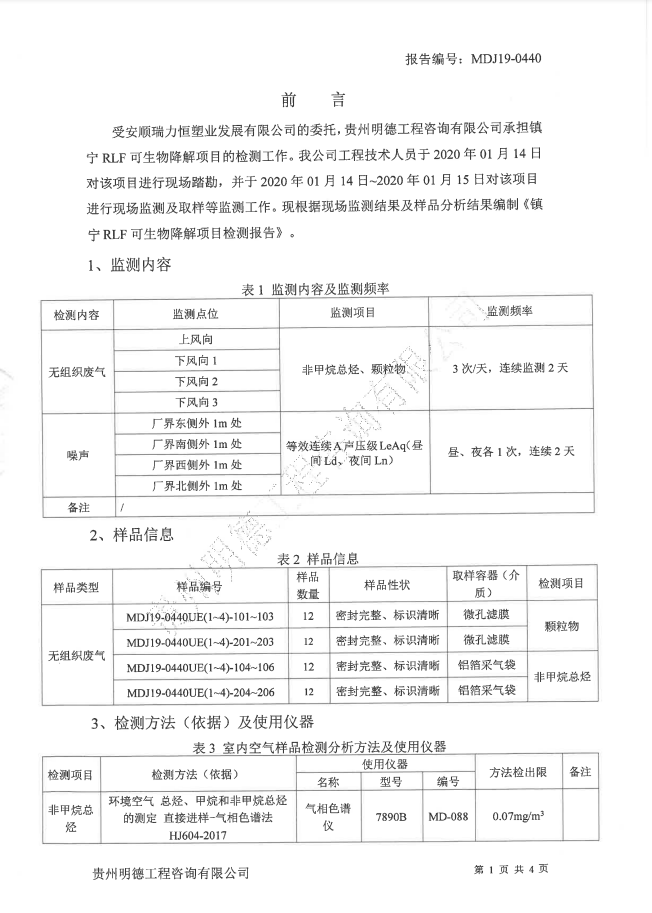 报告编号：MDJ19-0440
前 言
受安顺瑞力恒塑业发展有限公司的委托，贵州明德工程咨询有限公司承担镇
宁 RLF 可生物降解项目的检测工作。我公司工程技术人员于 2020 年 01 月 14 日
对该项目进行现场踏勘，并于 2020 年 01 月 14 日~2020 年 01 月 15 日对该项目
进行现场监测及取样等监测工作。现根据现场监测结果及样品分析结果编制《镇
宁 RLF 可生物降解项目检测报告》。
1、监测内容
表 1 监测内容及监测频率
检测内容 监测点位 监测项目 监测频率
无组织废气
上风向
下风向 1
下风向 2
下风向 3
非甲烷总烃、颗粒物
3 次/天，连续监测 2 天
噪声
厂界东侧外 1m 处
厂界南侧外 1m 处
厂界西侧外 1m 处
厂界北侧外 1m 处
等效连续 A 声压级 LeAq（昼
间 Ld、夜间 Ln）
昼、夜各 1 次，连续 2 天
备注 /
2、样品信息
表 2 样品信息
样品类型 样品编号 样品
数量 样品性状 取样容器（介
质） 检测项目
无组织废气
MDJ19-0440UE(1~4)-101~103 12 密封完整、标识清晰 微孔滤膜
MDJ19-0440UE(1~4)-201~203 12 密封完整、标识清晰 微孔滤膜
颗粒物
MDJ19-0440UE(1~4)-104~106 12 密封完整、标识清晰 铝箔采气袋
MDJ19-0440UE(1~4)-204~206 12 密封完整、标识清晰 铝箔采气袋
非甲烷总烃
3、检测方法（依据）及使用仪器
表 3 室内空气样品检测分析方法及使用仪器
检测项目 检测方法（依据） 使用仪器 方法检出限 备注
名称 型号 编号
非甲烷总
烃
环境空气 总烃、甲烷和非甲烷总烃
的测定 直接进样-气相色谱法
HJ604-2017
气相色谱
仪
7890B MD-088 0.07mg/m³
贵州明德工程咨询有限公司
第 1 页 共 4 页
贵州明德工程咨询有限公司